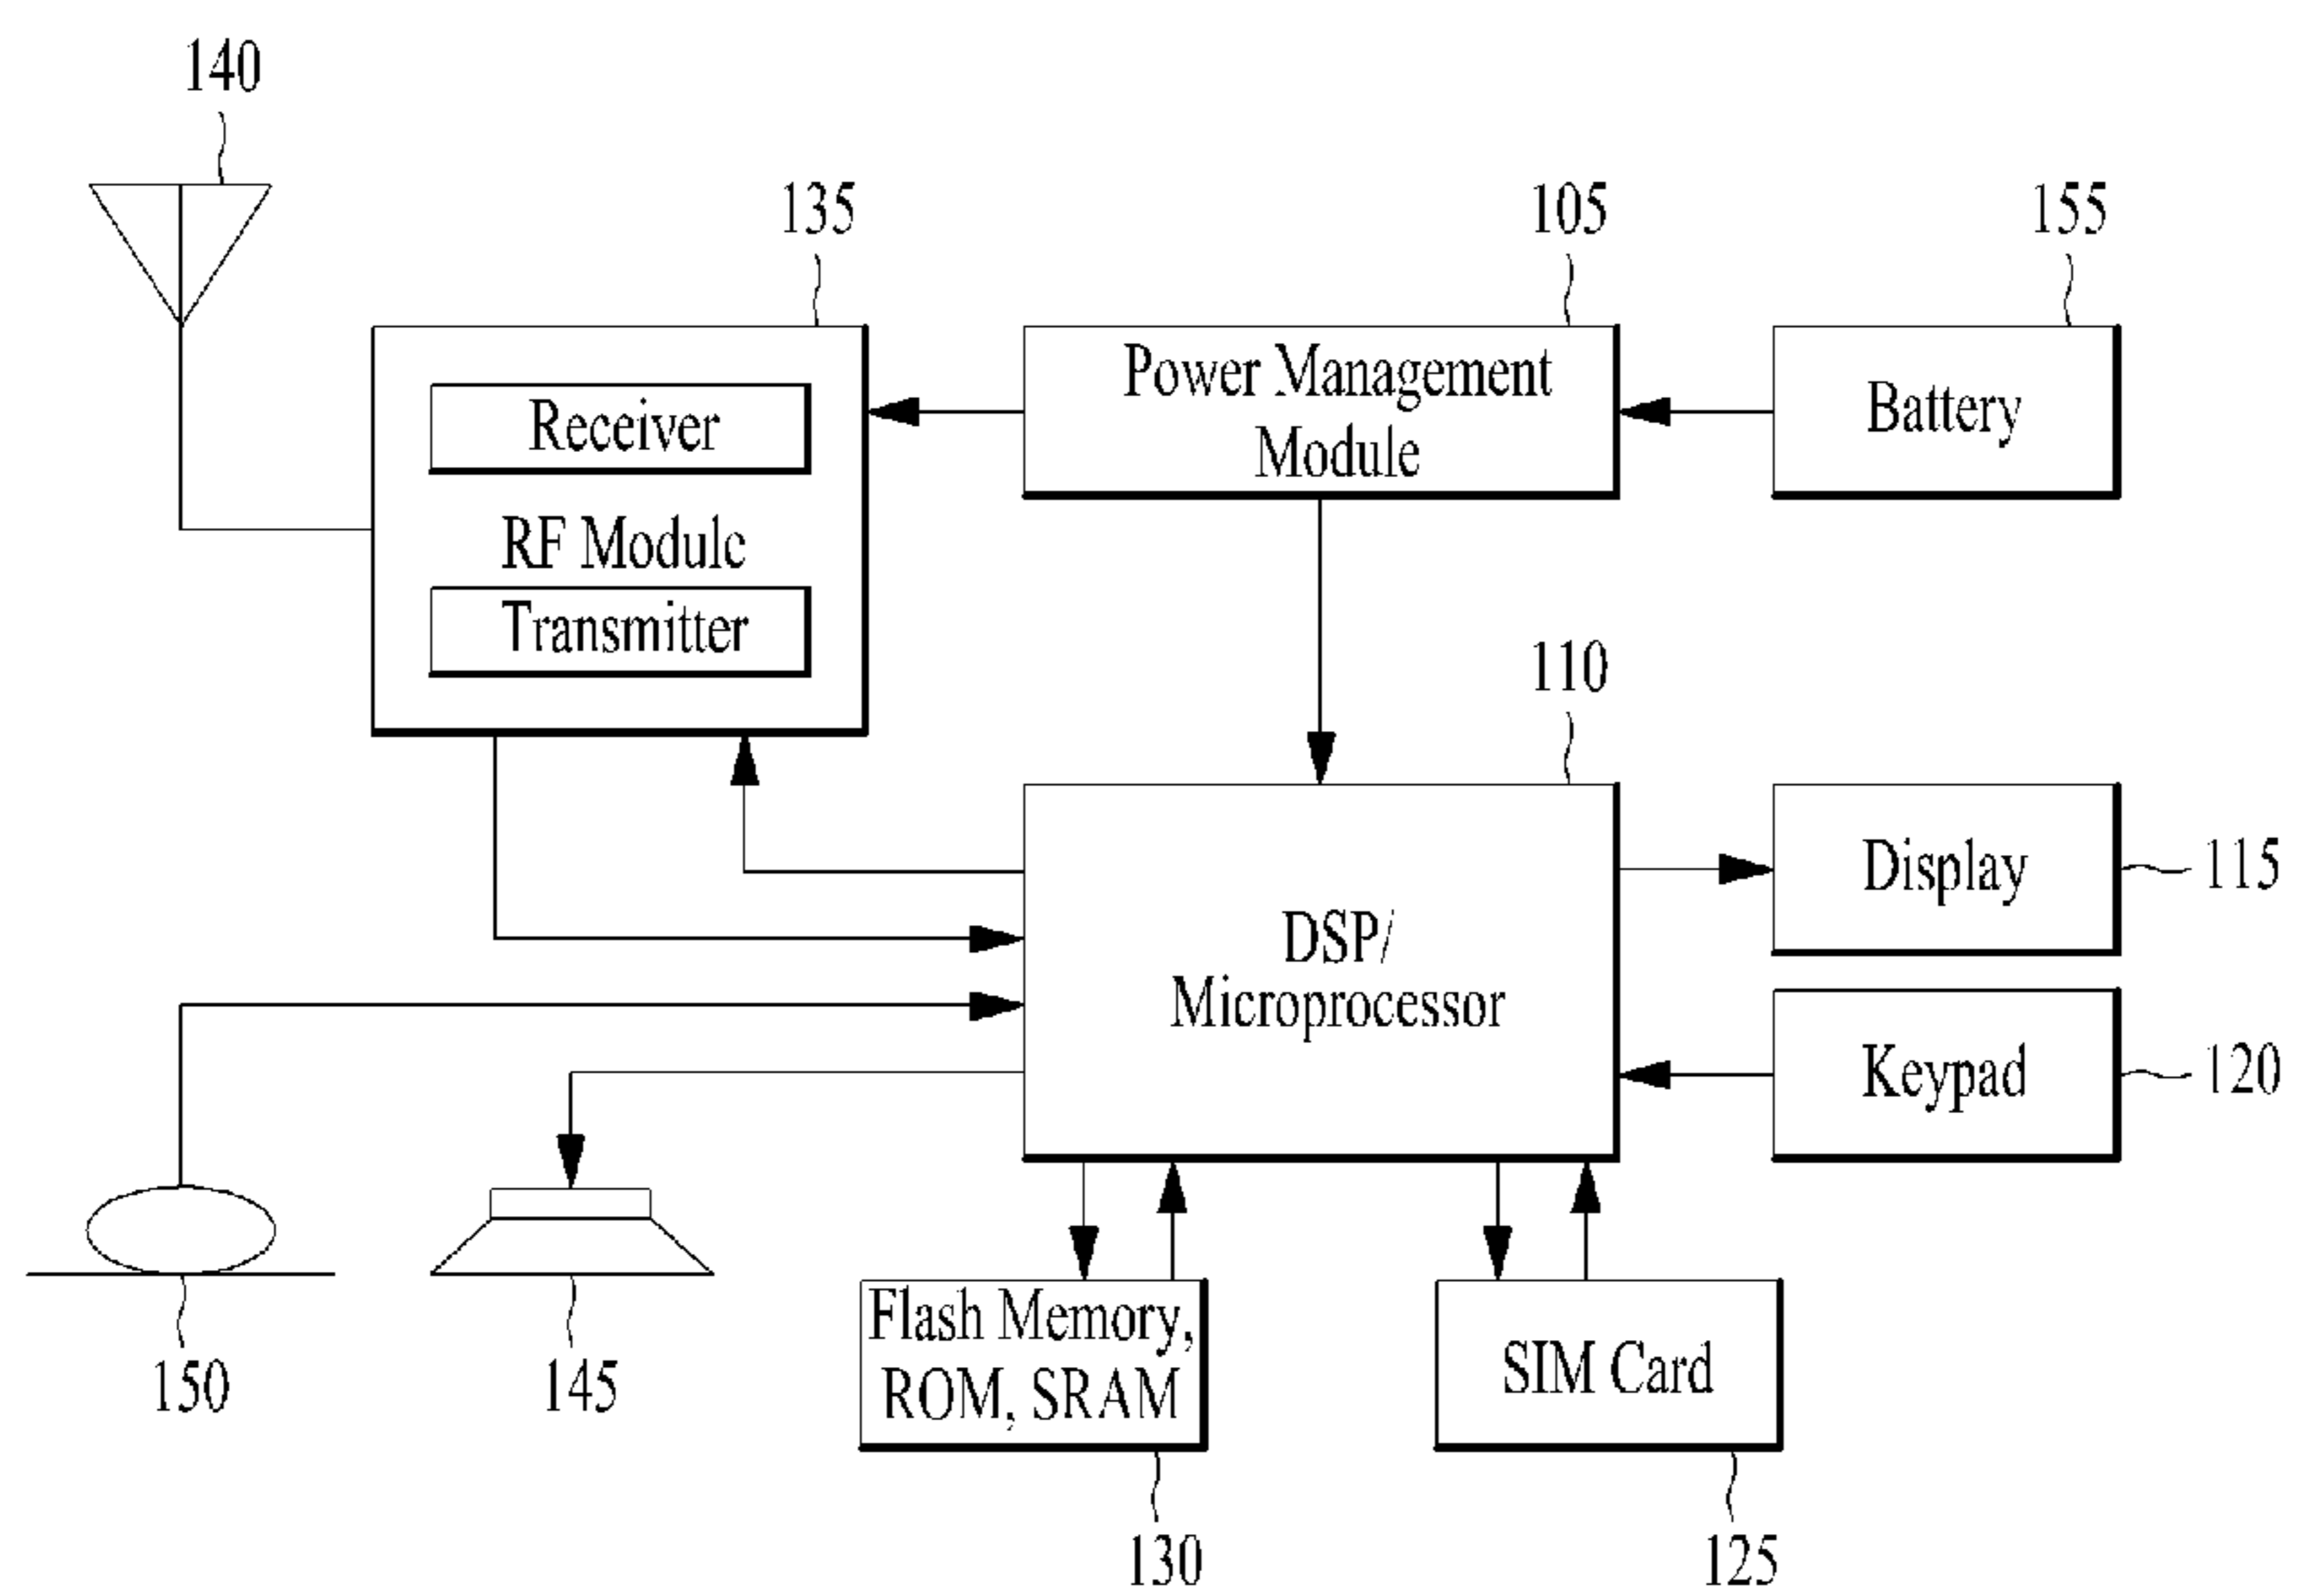 140
135
105
155
Receiver
RF Module
Transmitter
Power Management
Module
Battery
110
DSP/
Microprocessor
Display
115
Keypad
120
150
145
Flash Memory,
ROM, SRAM
SIM Card
130
125